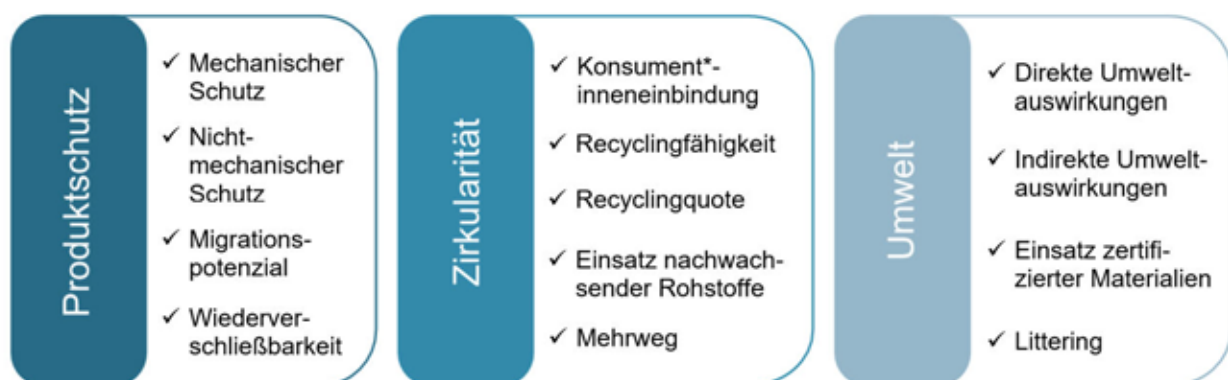 Produktschutz
Mechanischer
Schutz
Nicht-
mechanischer
Schutz
Migrations-
potenzial
Wiederver-
schließbarkeit
Zirkularität
Konsument*-
inneneinbindung
Recyclingfähigkeit
Recyclingquote
Einsatz nachwach-
sender Rohstoffe
Mehrweg
Umwelt
Direkte Umwelt-
auswirkungen
Indirekte Umwelt-
auswirkungen
Einsatz zertifi-
zierter Materialien
Littering